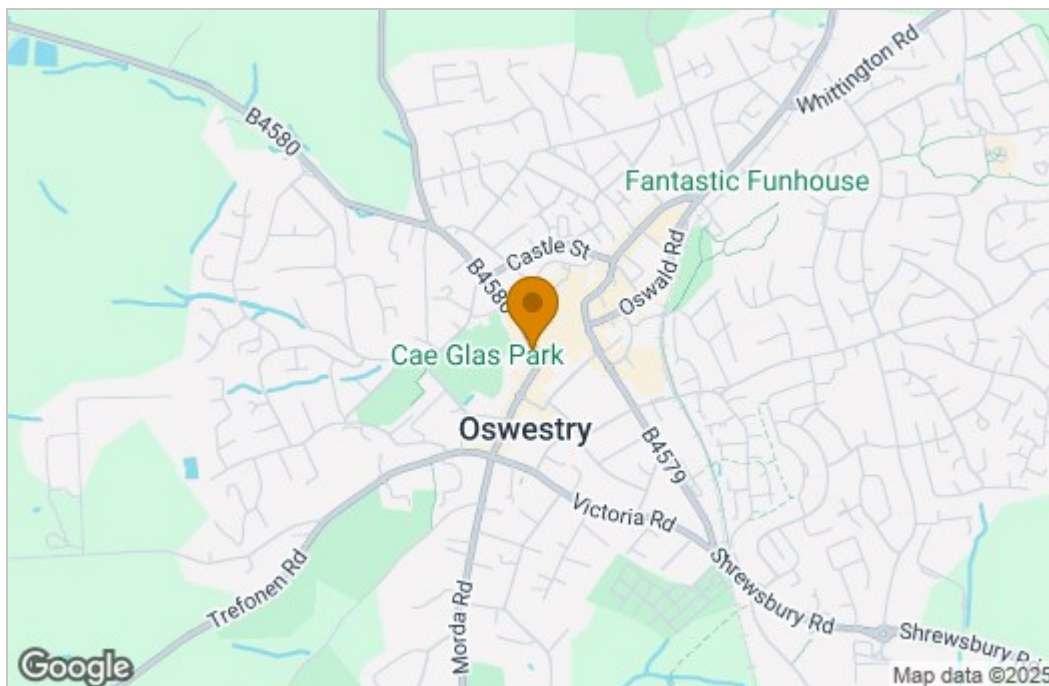 B4580
Whittington Rd
Fantastic Funhouse
Castle St
Oswald Rd
B4580
Cae Glas Park
Oswestry
B4579
Victoria Rd
Trefonen Rd
Morda Rd
Shrewsbury Rd
Shrewsbury Rd
Google
Map data ©2025